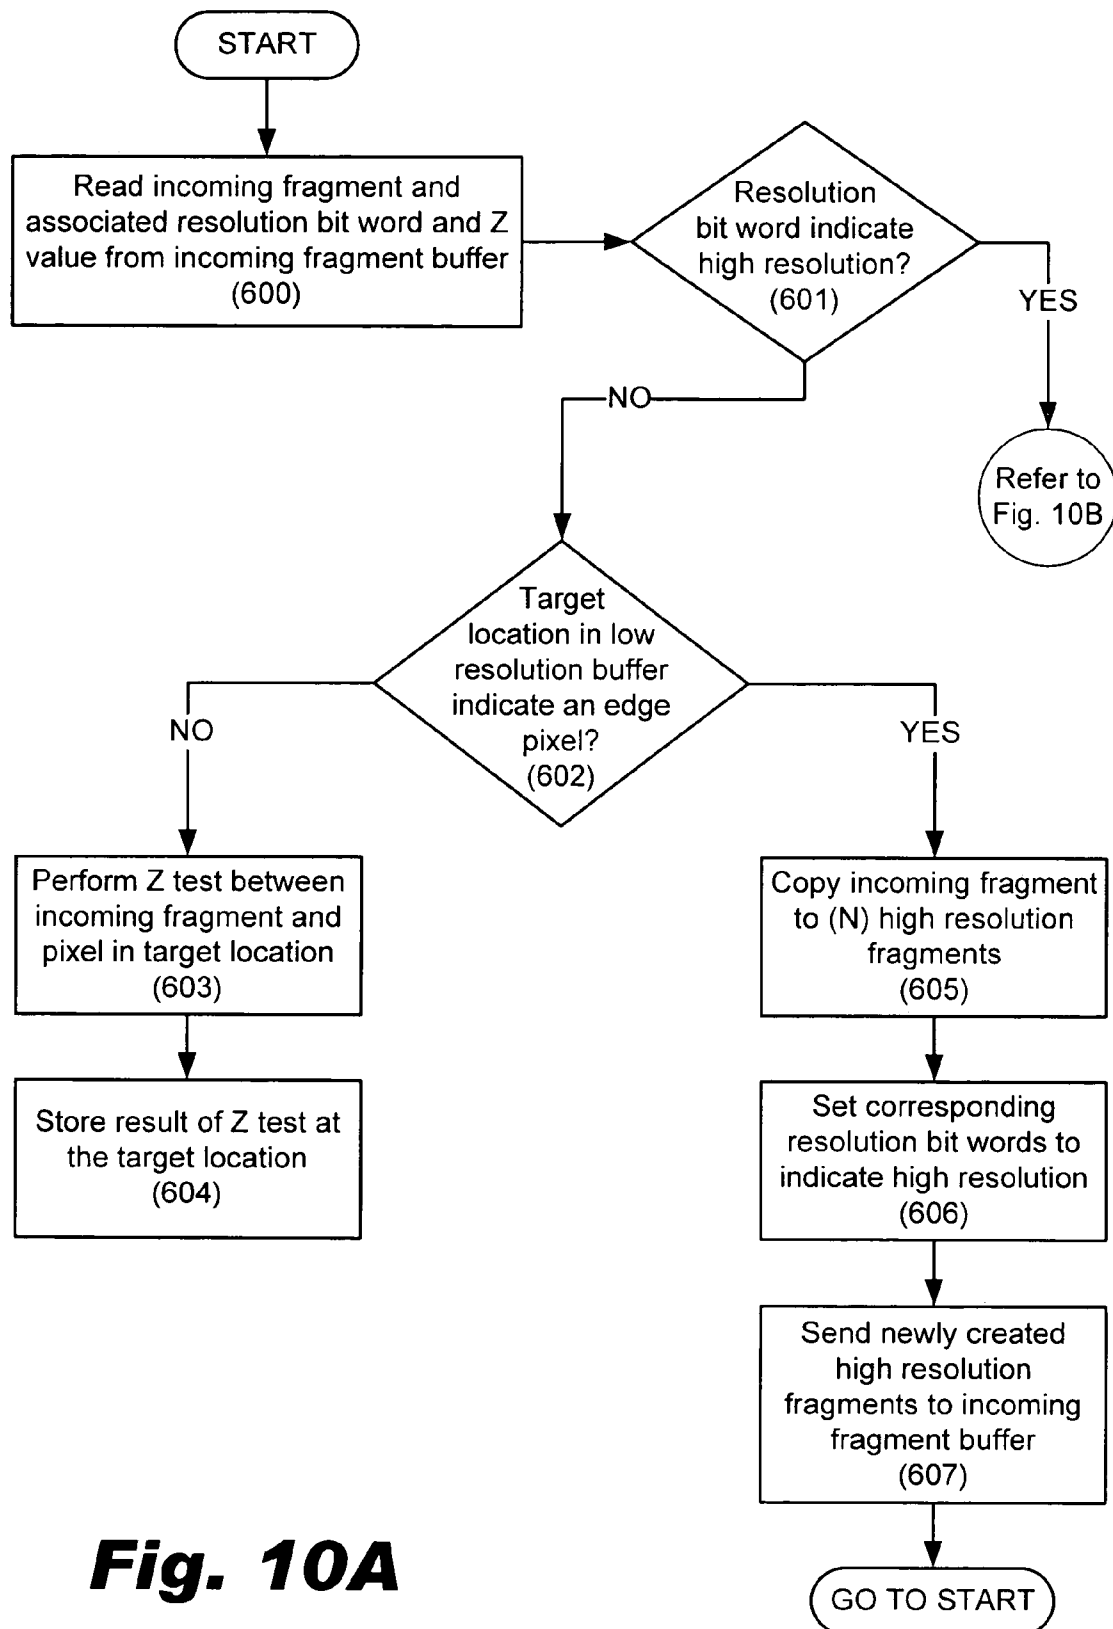 START
Read incoming fragment and
associated resolution bit word and Z
value from incoming fragment buffer
(600)
Resolution
bit word indicate
high resolution?
(601)
YES
NO
Refer to
Fig. 10B
Target
location in low
resolution buffer
indicate an edge
pixel?
(602)
NO
YES
Perform Z test between
incoming fragment and
pixel in target location
(603)
Copy incoming fragment
to (N) high resolution
fragments
(605)
Store result of Z test at
the target location
(604)
Set corresponding
resolution bit words to
indicate high resolution
(606)
Send newly created
high resolution
fragments to incoming
fragment buffer
(607)
GO TO START
Fig. 10A